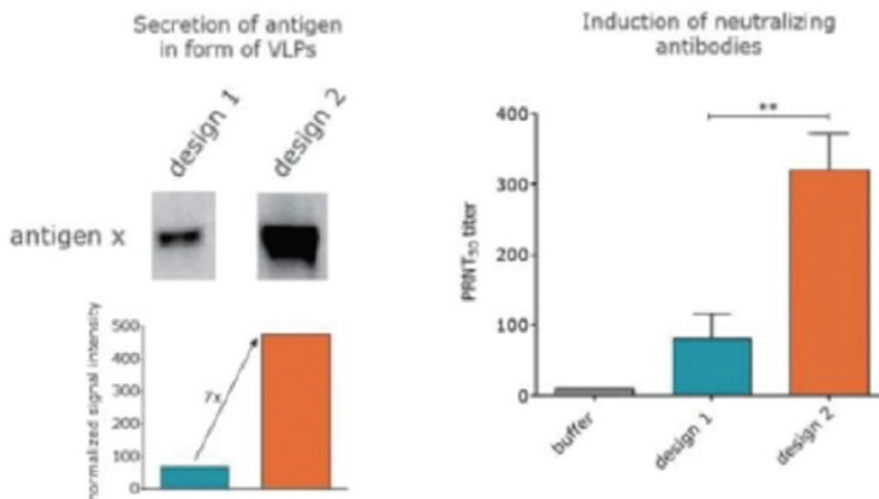 Secretion of antigen
in form of VLPs
design 1
design 2
antigen x
normalized signal intensity
500
400
300
200
100
0
7x
Induction of neutralizing
antibodies
PRNT50 titer
400
300
200
100
0
**
buffer
design 1
design 2